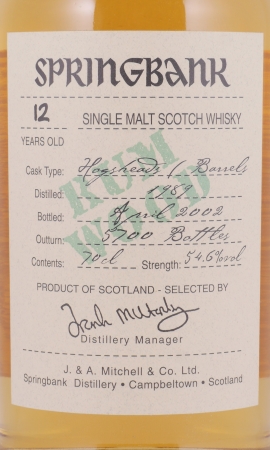 SPRINGBANK
12 SINGLE MALT SCOTCH WHISKY
YEARS OLD
RUM WOOD
Cask Type: Hogsheads / Barrels
Distilled: 1989
Bottled: April 2002
Outturn: 5700 Bottles
Contents: 70cl Strength: 54.6%vol
PRODUCT OF SCOTLAND - SELECTED BY
Frank McHardy
Distillery Manager
J. & A. Mitchell & Co. Ltd.
Springbank Distillery • Campbeltown • Scotland